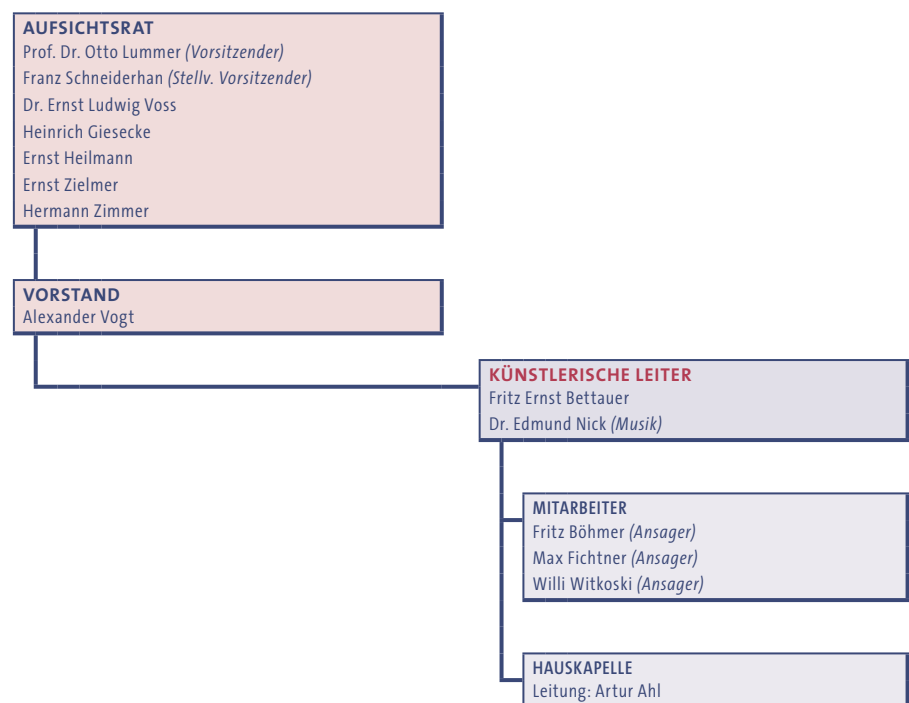 AUFSICHTSRAT
Prof. Dr. Otto Lummer (Vorsitzender)
Franz Schneiderhan (Stellv. Vorsitzender)
Dr. Ernst Ludwig Voss
Heinrich Giesecke
Ernst Heilmann
Ernst Zielmer
Hermann Zimmer
VORSTAND
Alexander Vogt
KÜNSTLERISCHE LEITER
Fritz Ernst Bettauer
Dr. Edmund Nick (Musik)
MITARBEITER
Fritz Böhmer (Ansager)
Max Fichtner (Ansager)
Willi Witkoski (Ansager)
HAUSKAPELLE
Leitung: Artur Ahl